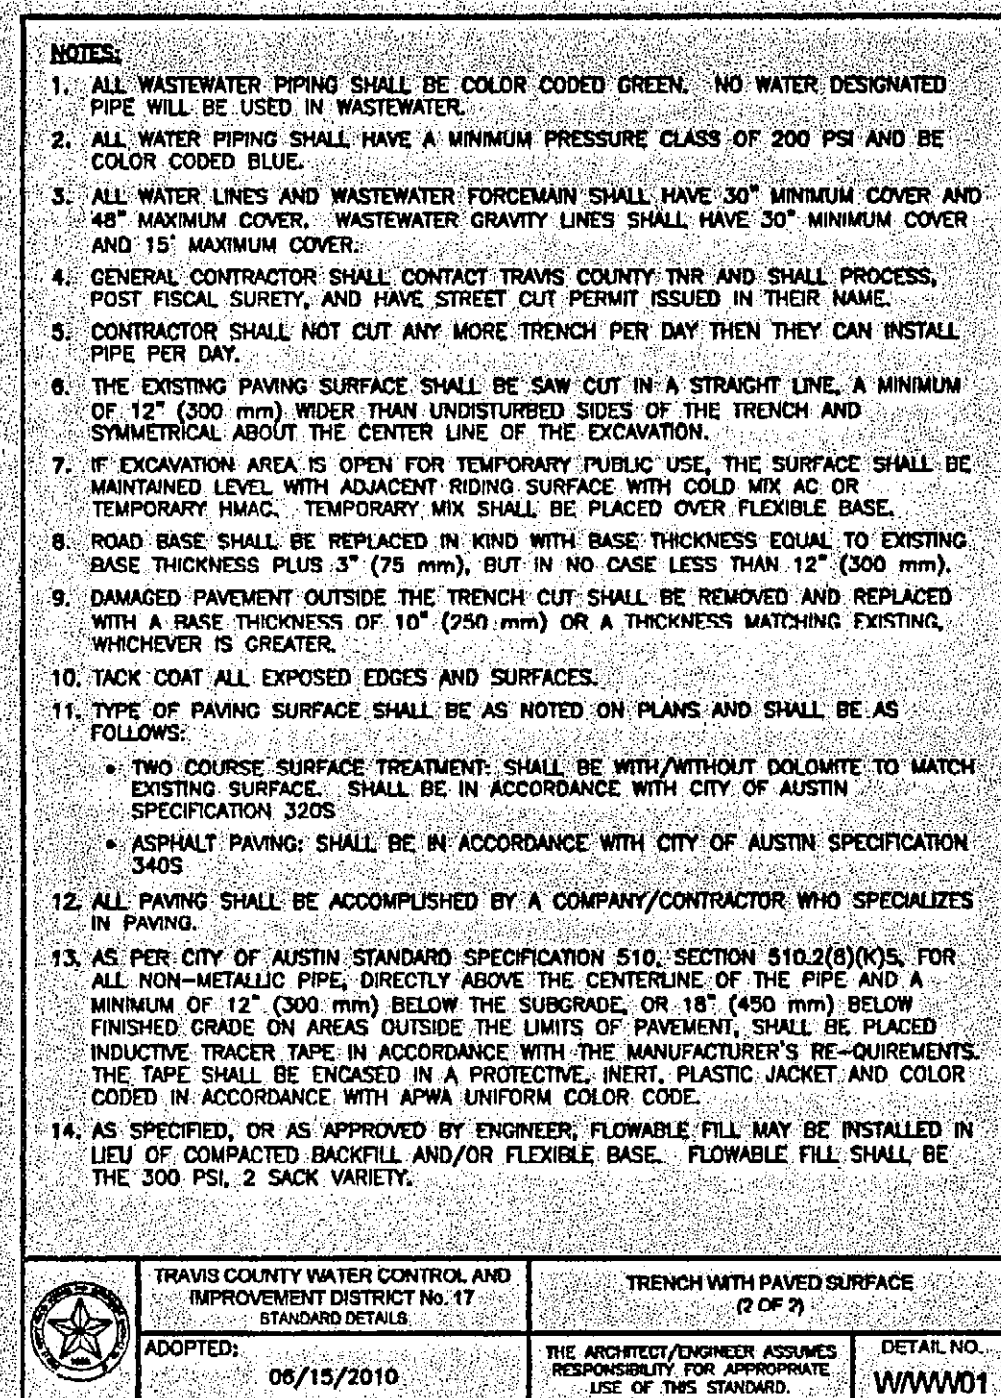 NOTES:
1. ALL WASTEWATER PIPING SHALL BE COLOR CODED GREEN. NO WATER DESIGNATED
PIPE WILL BE USED IN WASTEWATER.
2. ALL WATER PIPING SHALL HAVE A MINIMUM PRESSURE CLASS OF 200 PSI AND BE
COLOR CODED BLUE.
3. ALL WATER LINES AND WASTEWATER FORCEMAIN SHALL HAVE 30" MINIMUM COVER AND
48" MAXIMUM COVER. WASTEWATER GRAVITY LINES SHALL HAVE 30" MINIMUM COVER
AND 15' MAXIMUM COVER.
4. GENERAL CONTRACTOR SHALL CONTACT TRAVIS COUNTY TNR AND SHALL PROCESS,
POST FISCAL SURETY, AND HAVE STREET CUT PERMIT ISSUED IN THEIR NAME.
5. CONTRACTOR SHALL NOT CUT ANY MORE TRENCH PER DAY THEN THEY CAN INSTALL
PIPE PER DAY.
6. THE EXISTING PAVING SURFACE SHALL BE SAW CUT IN A STRAIGHT LINE, A MINIMUM
OF 12" (300 mm) WIDER THAN UNDISTURBED SIDES OF THE TRENCH AND
SYMMETRICAL ABOUT THE CENTER LINE OF THE EXCAVATION.
7. IF EXCAVATION AREA IS OPEN FOR TEMPORARY PUBLIC USE, THE SURFACE SHALL BE
MAINTAINED LEVEL WITH ADJACENT RIDING SURFACE WITH COLD MIX AC OR
TEMPORARY HMAC. TEMPORARY MIX SHALL BE PLACED OVER FLEXIBLE BASE.
8. ROAD BASE SHALL BE REPLACED IN KIND WITH BASE THICKNESS EQUAL TO EXISTING
BASE THICKNESS PLUS 3" (75 mm), BUT IN NO CASE LESS THAN 12" (300 mm).
9. DAMAGED PAVEMENT OUTSIDE THE TRENCH CUT SHALL BE REMOVED AND REPLACED
WITH A BASE THICKNESS OF 10" (250 mm) OR A THICKNESS MATCHING EXISTING,
WHICHEVER IS GREATER.
10. TACK COAT ALL EXPOSED EDGES AND SURFACES.
11. TYPE OF PAVING SURFACE SHALL BE AS NOTED ON PLANS AND SHALL BE AS
FOLLOWS:
• TWO COURSE SURFACE TREATMENT: SHALL BE WITH/WITHOUT DOLOMITE TO MATCH
EXISTING SURFACE. SHALL BE IN ACCORDANCE WITH CITY OF AUSTIN
SPECIFICATION 320S
• ASPHALT PAVING: SHALL BE IN ACCORDANCE WITH CITY OF AUSTIN SPECIFICATION
340S
12. ALL PAVING SHALL BE ACCOMPLISHED BY A COMPANY/CONTRACTOR WHO SPECIALIZES
IN PAVING.
13. AS PER CITY OF AUSTIN STANDARD SPECIFICATION 510, SECTION 510.2(8)(K)5, FOR
ALL NON-METALLIC PIPE, DIRECTLY ABOVE THE CENTERLINE OF THE PIPE AND A
MINIMUM OF 12" (300 mm) BELOW THE SUBGRADE, OR 18" (450 mm) BELOW
FINISHED GRADE ON AREAS OUTSIDE THE LIMITS OF PAVEMENT, SHALL BE PLACED
INDUCTIVE TRACER TAPE IN ACCORDANCE WITH THE MANUFACTURER'S RE-QUIREMENTS.
THE TAPE SHALL BE ENCASED IN A PROTECTIVE, INERT, PLASTIC JACKET AND COLOR
CODED IN ACCORDANCE WITH APWA UNIFORM COLOR CODE.
14. AS SPECIFIED, OR AS APPROVED BY ENGINEER, FLOWABLE FILL MAY BE INSTALLED IN
LIEU OF COMPACTED BACKFILL AND/OR FLEXIBLE BASE. FLOWABLE FILL SHALL BE
THE 300 PSI, 2 SACK VARIETY.
TRAVIS COUNTY WATER CONTROL AND
IMPROVEMENT DISTRICT No. 17
STANDARD DETAILS
TRENCH WITH PAVED SURFACE
(2 OF 2)
ADOPTED:
06/15/2010
THE ARCHITECT/ENGINEER ASSUMES
RESPONSIBILITY FOR APPROPRIATE
USE OF THIS STANDARD.
DETAIL NO.
W/WW01